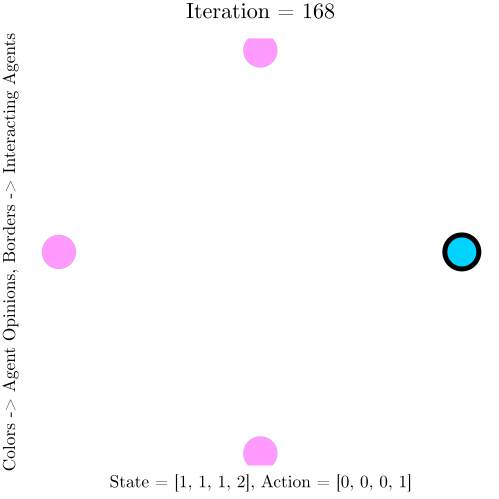 Iteration = 168
Colors -> Agent Opinions, Borders -> Interacting Agents
State = [1, 1, 1, 2], Action = [0, 0, 0, 1]